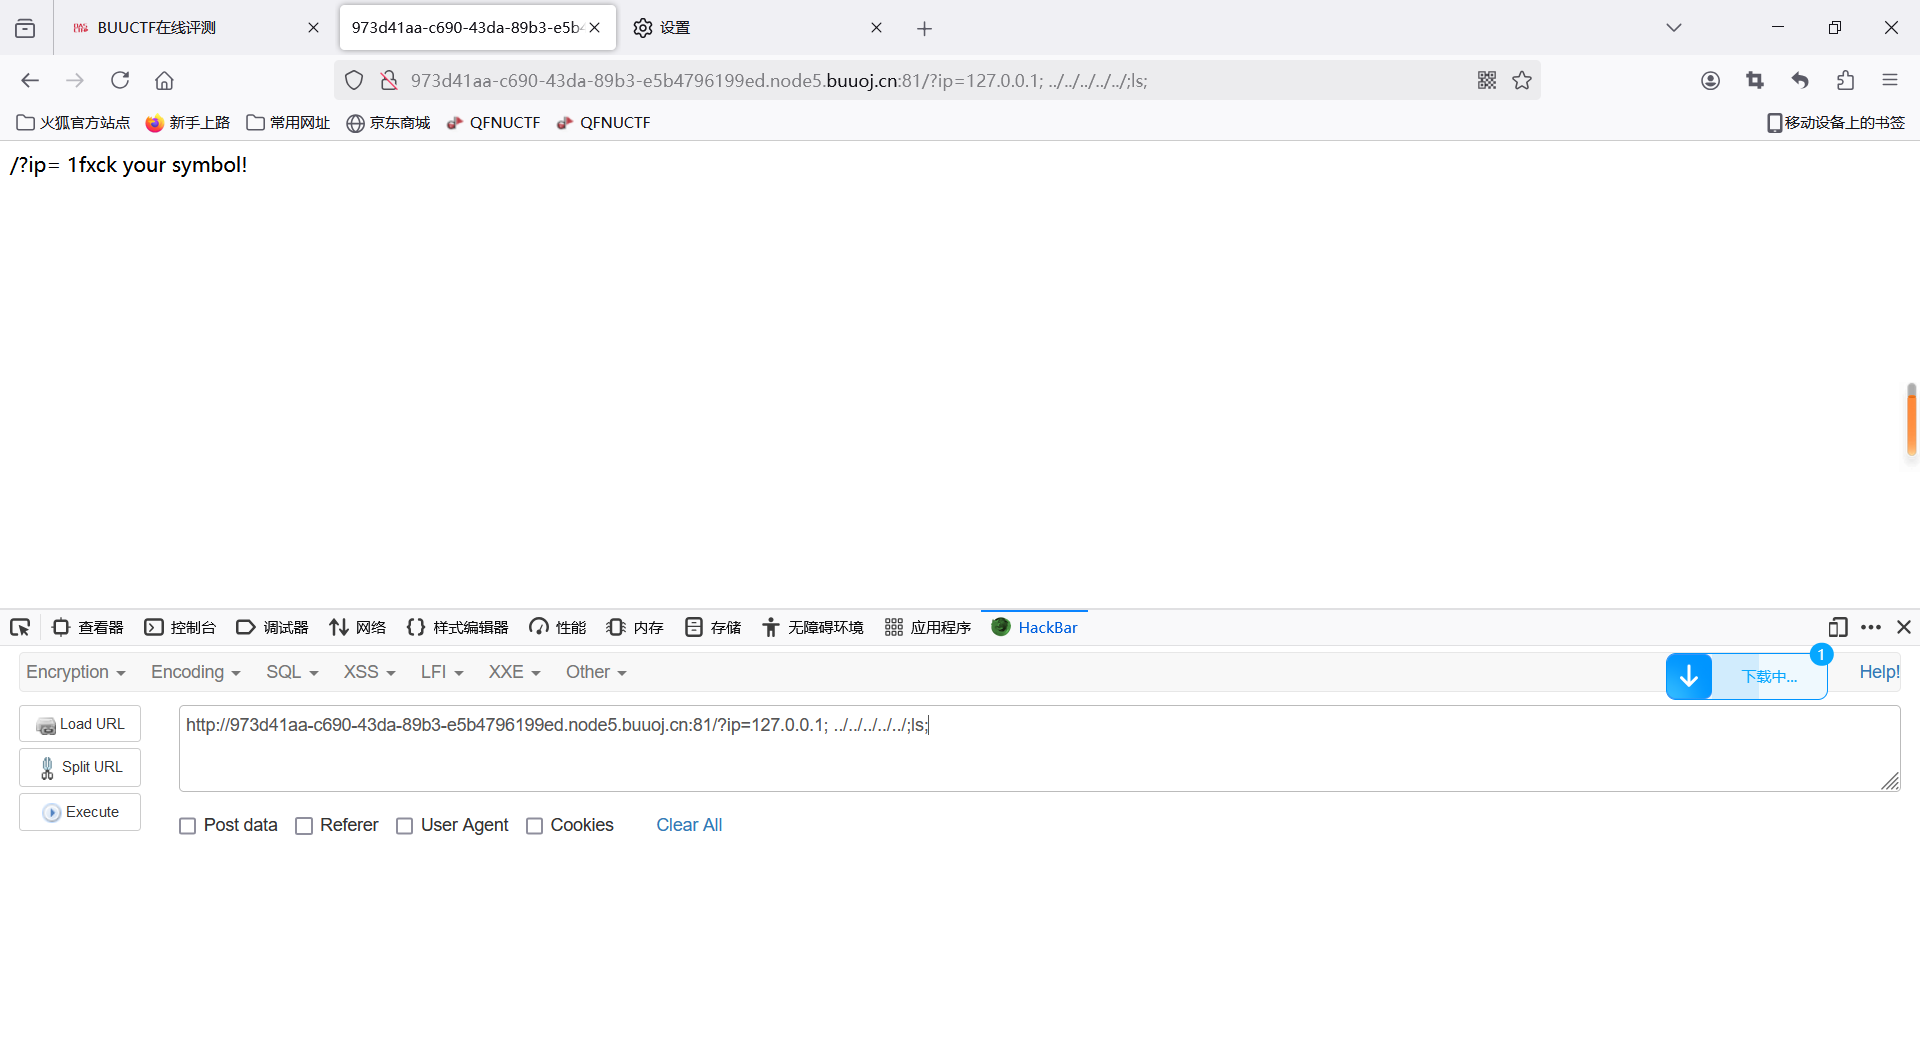 BUUCTF在线评测
973d41aa-c690-43da-89b3-e5b4
设置
973d41aa-c690-43da-89b3-e5b4796199ed.node5.buuoj.cn:81/?ip=127.0.0.1; ../../../../../;ls;
火狐官方站点 新手上路 常用网址 京东商城 QFNUCTF QFNUCTF 移动设备上的书签
/?ip= 1fxck your symbol!
查看器 控制台 调试器 网络 样式编辑器 性能 内存 存储 无障碍环境 应用程序 HackBar
Encryption Encoding SQL XSS LFI XXE Other 下载中... 1 Help!
Load URL
http://973d41aa-c690-43da-89b3-e5b4796199ed.node5.buuoj.cn:81/?ip=127.0.0.1; ../../../../../;ls;
Split URL
Execute
Post data Referer User Agent Cookies Clear All